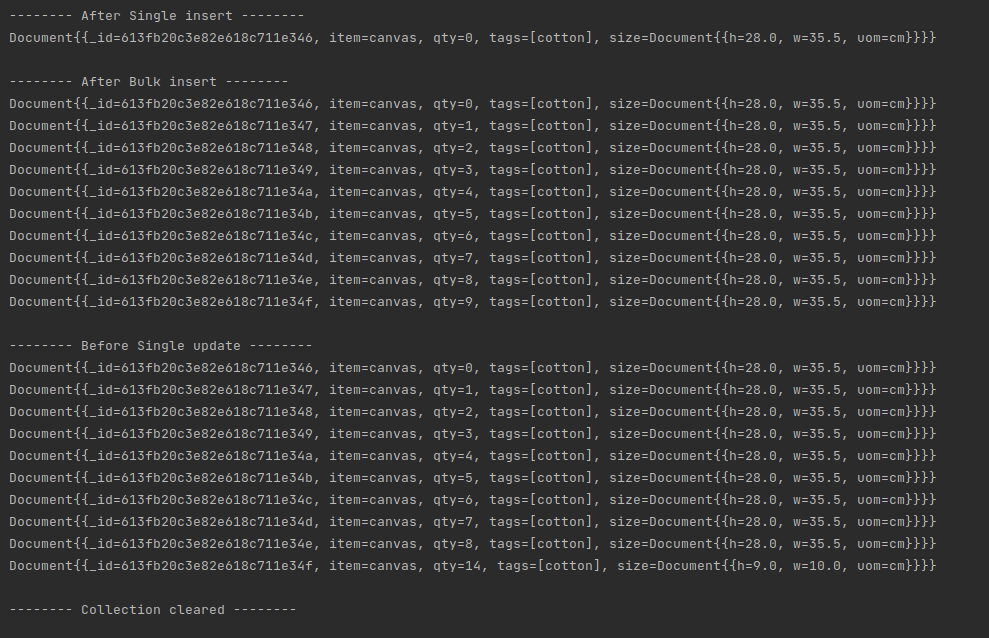 -------- After Single insert --------
Document{{_id=613fb20c3e82e618c711e346, item=canvas, qty=0, tags=[cotton], size=Document{{h=28.0, w=35.5, uom=cm}}}}
-------- After Bulk insert --------
Document{{_id=613fb20c3e82e618c711e346, item=canvas, qty=0, tags=[cotton], size=Document{{h=28.0, w=35.5, uom=cm}}}}
Document{{_id=613fb20c3e82e618c711e347, item=canvas, qty=1, tags=[cotton], size=Document{{h=28.0, w=35.5, uom=cm}}}}
Document{{_id=613fb20c3e82e618c711e348, item=canvas, qty=2, tags=[cotton], size=Document{{h=28.0, w=35.5, uom=cm}}}}
Document{{_id=613fb20c3e82e618c711e349, item=canvas, qty=3, tags=[cotton], size=Document{{h=28.0, w=35.5, uom=cm}}}}
Document{{_id=613fb20c3e82e618c711e34a, item=canvas, qty=4, tags=[cotton], size=Document{{h=28.0, w=35.5, uom=cm}}}}
Document{{_id=613fb20c3e82e618c711e34b, item=canvas, qty=5, tags=[cotton], size=Document{{h=28.0, w=35.5, uom=cm}}}}
Document{{_id=613fb20c3e82e618c711e34c, item=canvas, qty=6, tags=[cotton], size=Document{{h=28.0, w=35.5, uom=cm}}}}
Document{{_id=613fb20c3e82e618c711e34d, item=canvas, qty=7, tags=[cotton], size=Document{{h=28.0, w=35.5, uom=cm}}}}
Document{{_id=613fb20c3e82e618c711e34e, item=canvas, qty=8, tags=[cotton], size=Document{{h=28.0, w=35.5, uom=cm}}}}
Document{{_id=613fb20c3e82e618c711e34f, item=canvas, qty=9, tags=[cotton], size=Document{{h=28.0, w=35.5, uom=cm}}}}
-------- Before Single update --------
Document{{_id=613fb20c3e82e618c711e346, item=canvas, qty=0, tags=[cotton], size=Document{{h=28.0, w=35.5, uom=cm}}}}
Document{{_id=613fb20c3e82e618c711e347, item=canvas, qty=1, tags=[cotton], size=Document{{h=28.0, w=35.5, uom=cm}}}}
Document{{_id=613fb20c3e82e618c711e348, item=canvas, qty=2, tags=[cotton], size=Document{{h=28.0, w=35.5, uom=cm}}}}
Document{{_id=613fb20c3e82e618c711e349, item=canvas, qty=3, tags=[cotton], size=Document{{h=28.0, w=35.5, uom=cm}}}}
Document{{_id=613fb20c3e82e618c711e34a, item=canvas, qty=4, tags=[cotton], size=Document{{h=28.0, w=35.5, uom=cm}}}}
Document{{_id=613fb20c3e82e618c711e34b, item=canvas, qty=5, tags=[cotton], size=Document{{h=28.0, w=35.5, uom=cm}}}}
Document{{_id=613fb20c3e82e618c711e34c, item=canvas, qty=6, tags=[cotton], size=Document{{h=28.0, w=35.5, uom=cm}}}}
Document{{_id=613fb20c3e82e618c711e34d, item=canvas, qty=7, tags=[cotton], size=Document{{h=28.0, w=35.5, uom=cm}}}}
Document{{_id=613fb20c3e82e618c711e34e, item=canvas, qty=8, tags=[cotton], size=Document{{h=28.0, w=35.5, uom=cm}}}}
Document{{_id=613fb20c3e82e618c711e34f, item=canvas, qty=14, tags=[cotton], size=Document{{h=9.0, w=10.0, uom=cm}}}}
-------- Collection cleared --------